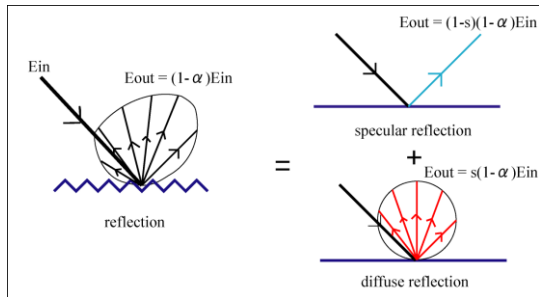 Ein
Eout = (1-α)Ein
reflection
=
Eout=(1-s)(1-α)Ein
specular reflection
+
Eout=s(1-α)Ein
diffuse reflection